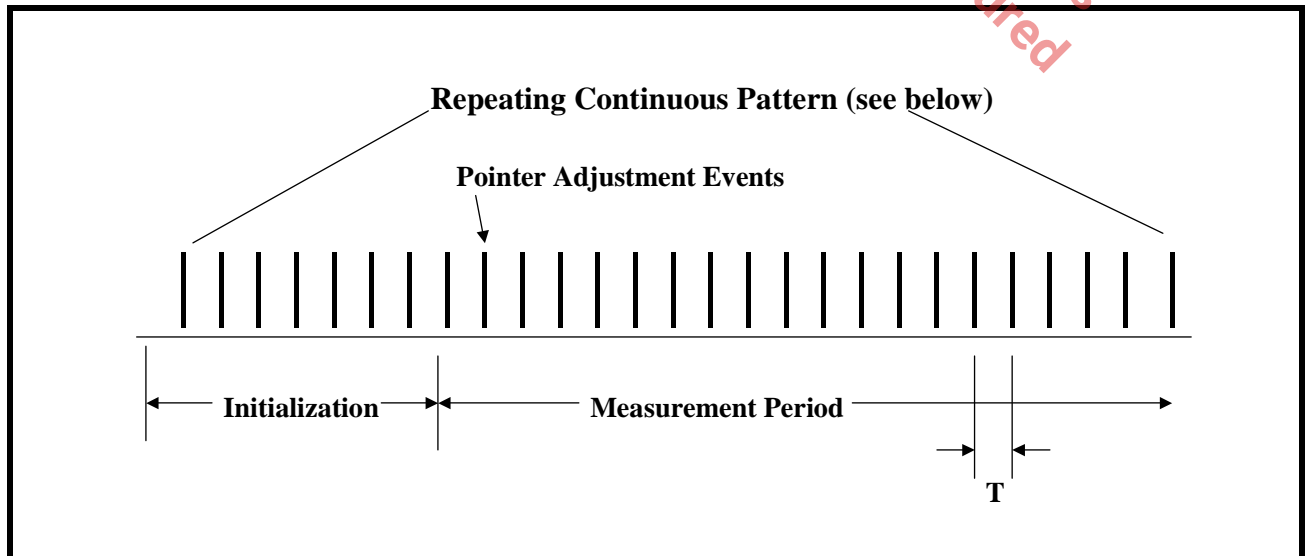 Repeating Continuous Pattern (see below)
Pointer Adjustment Events
Initialization
Measurement Period
T